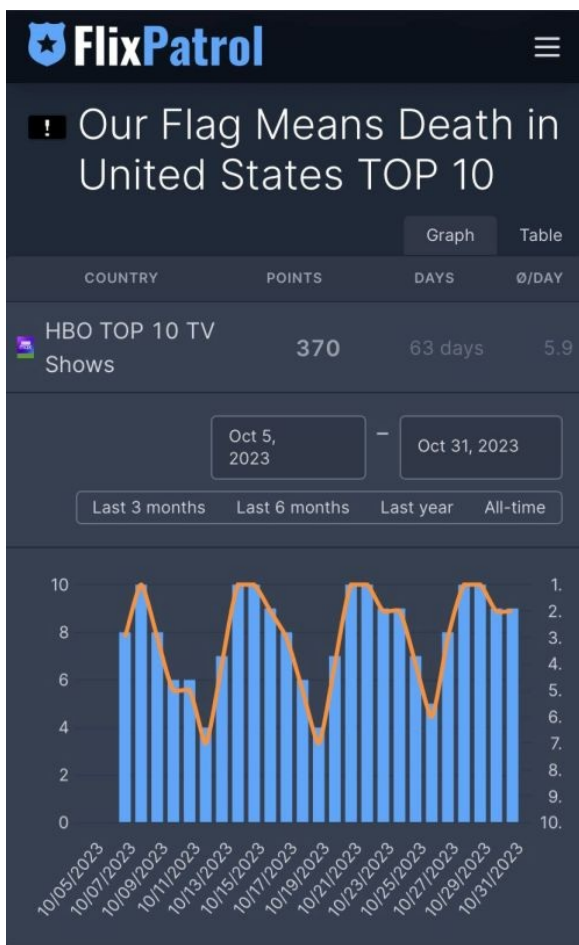 FlixPatrol
! Our Flag Means Death in
United States TOP 10
Graph Table
COUNTRY POINTS DAYS Ø/DAY
HBO TOP 10 TV
Shows
370 63 days 5.9
Oct 5,
2023
– Oct 31, 2023
Last 3 months Last 6 months Last year All-time
10 1.
2.
8 3.
4.
6 5.
6.
4 7.
2 8.
9.
0 10.
10/05/2023 10/07/2023 10/09/2023 10/11/2023 10/13/2023 10/15/2023 10/17/2023 10/19/2023 10/21/2023 10/23/2023 10/25/2023 10/27/2023 10/29/2023 10/31/2023